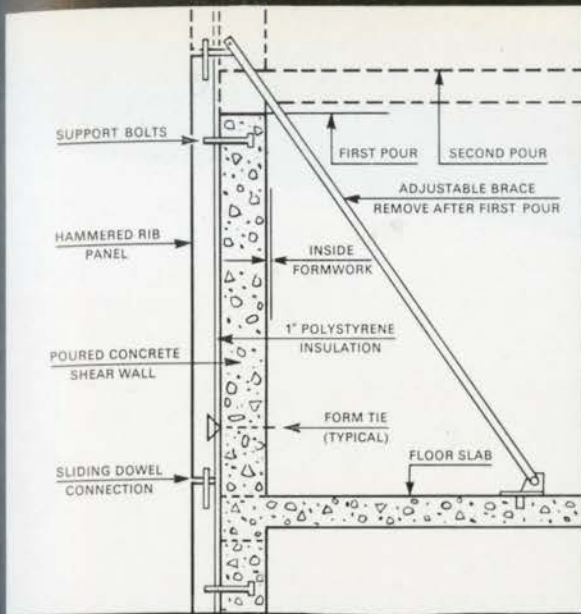 SUPPORT BOLTS
FIRST POUR
SECOND POUR
ADJUSTABLE BRACE
REMOVE AFTER FIRST POUR
HAMMERED RIB
PANEL
INSIDE
FORMWORK
1" POLYSTYRENE
INSULATION
POURED CONCRETE
SHEAR WALL
FORM TIE
(TYPICAL)
FLOOR SLAB
SLIDING DOWEL
CONNECTION